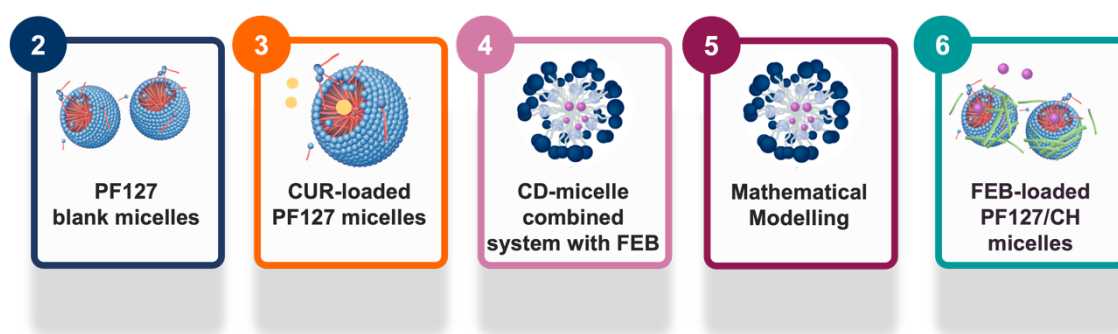 2
PF127
blank micelles
3
CUR-loaded
PF127 micelles
4
CD-micelle
combined
system with FEB
5
Mathematical
Modelling
6
FEB-loaded
PF127/CH
micelles